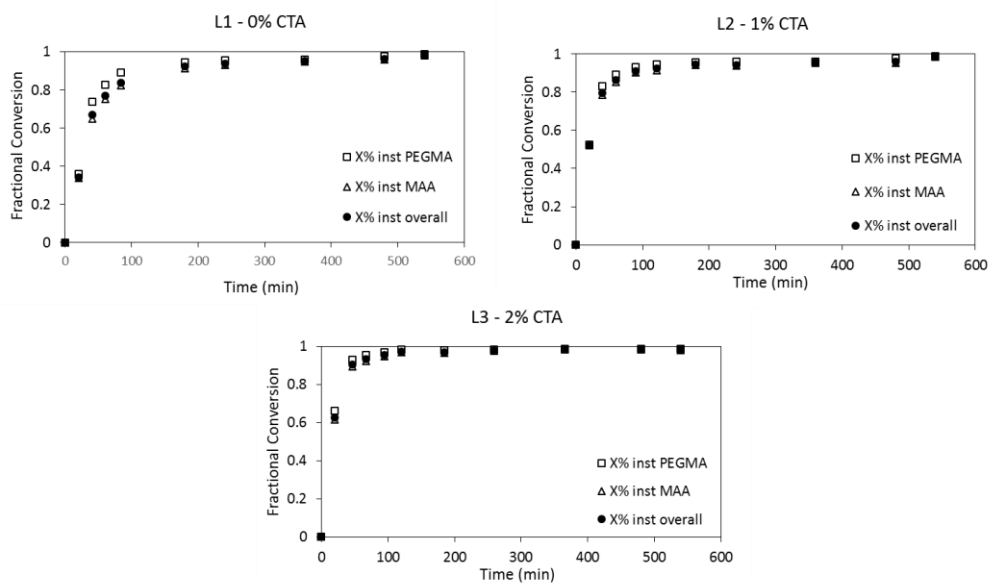 L1 - 0% CTA
Fractional Conversion
1
0.8
0.6
0.4
0.2
0
X% inst PEGMA
X% inst MAA
X% inst overall
0 100 200 300 400 500 600
Time (min)
L2 - 1% CTA
Fractional Conversion
1
0.8
0.6
0.4
0.2
0
X% inst PEGMA
X% inst MAA
X% inst overall
0 100 200 300 400 500 600
Time (min)
L3 - 2% CTA
Fractional Conversion
1
0.8
0.6
0.4
0.2
0
X% inst PEGMA
X% inst MAA
X% inst overall
0 100 200 300 400 500 600
Time (min)